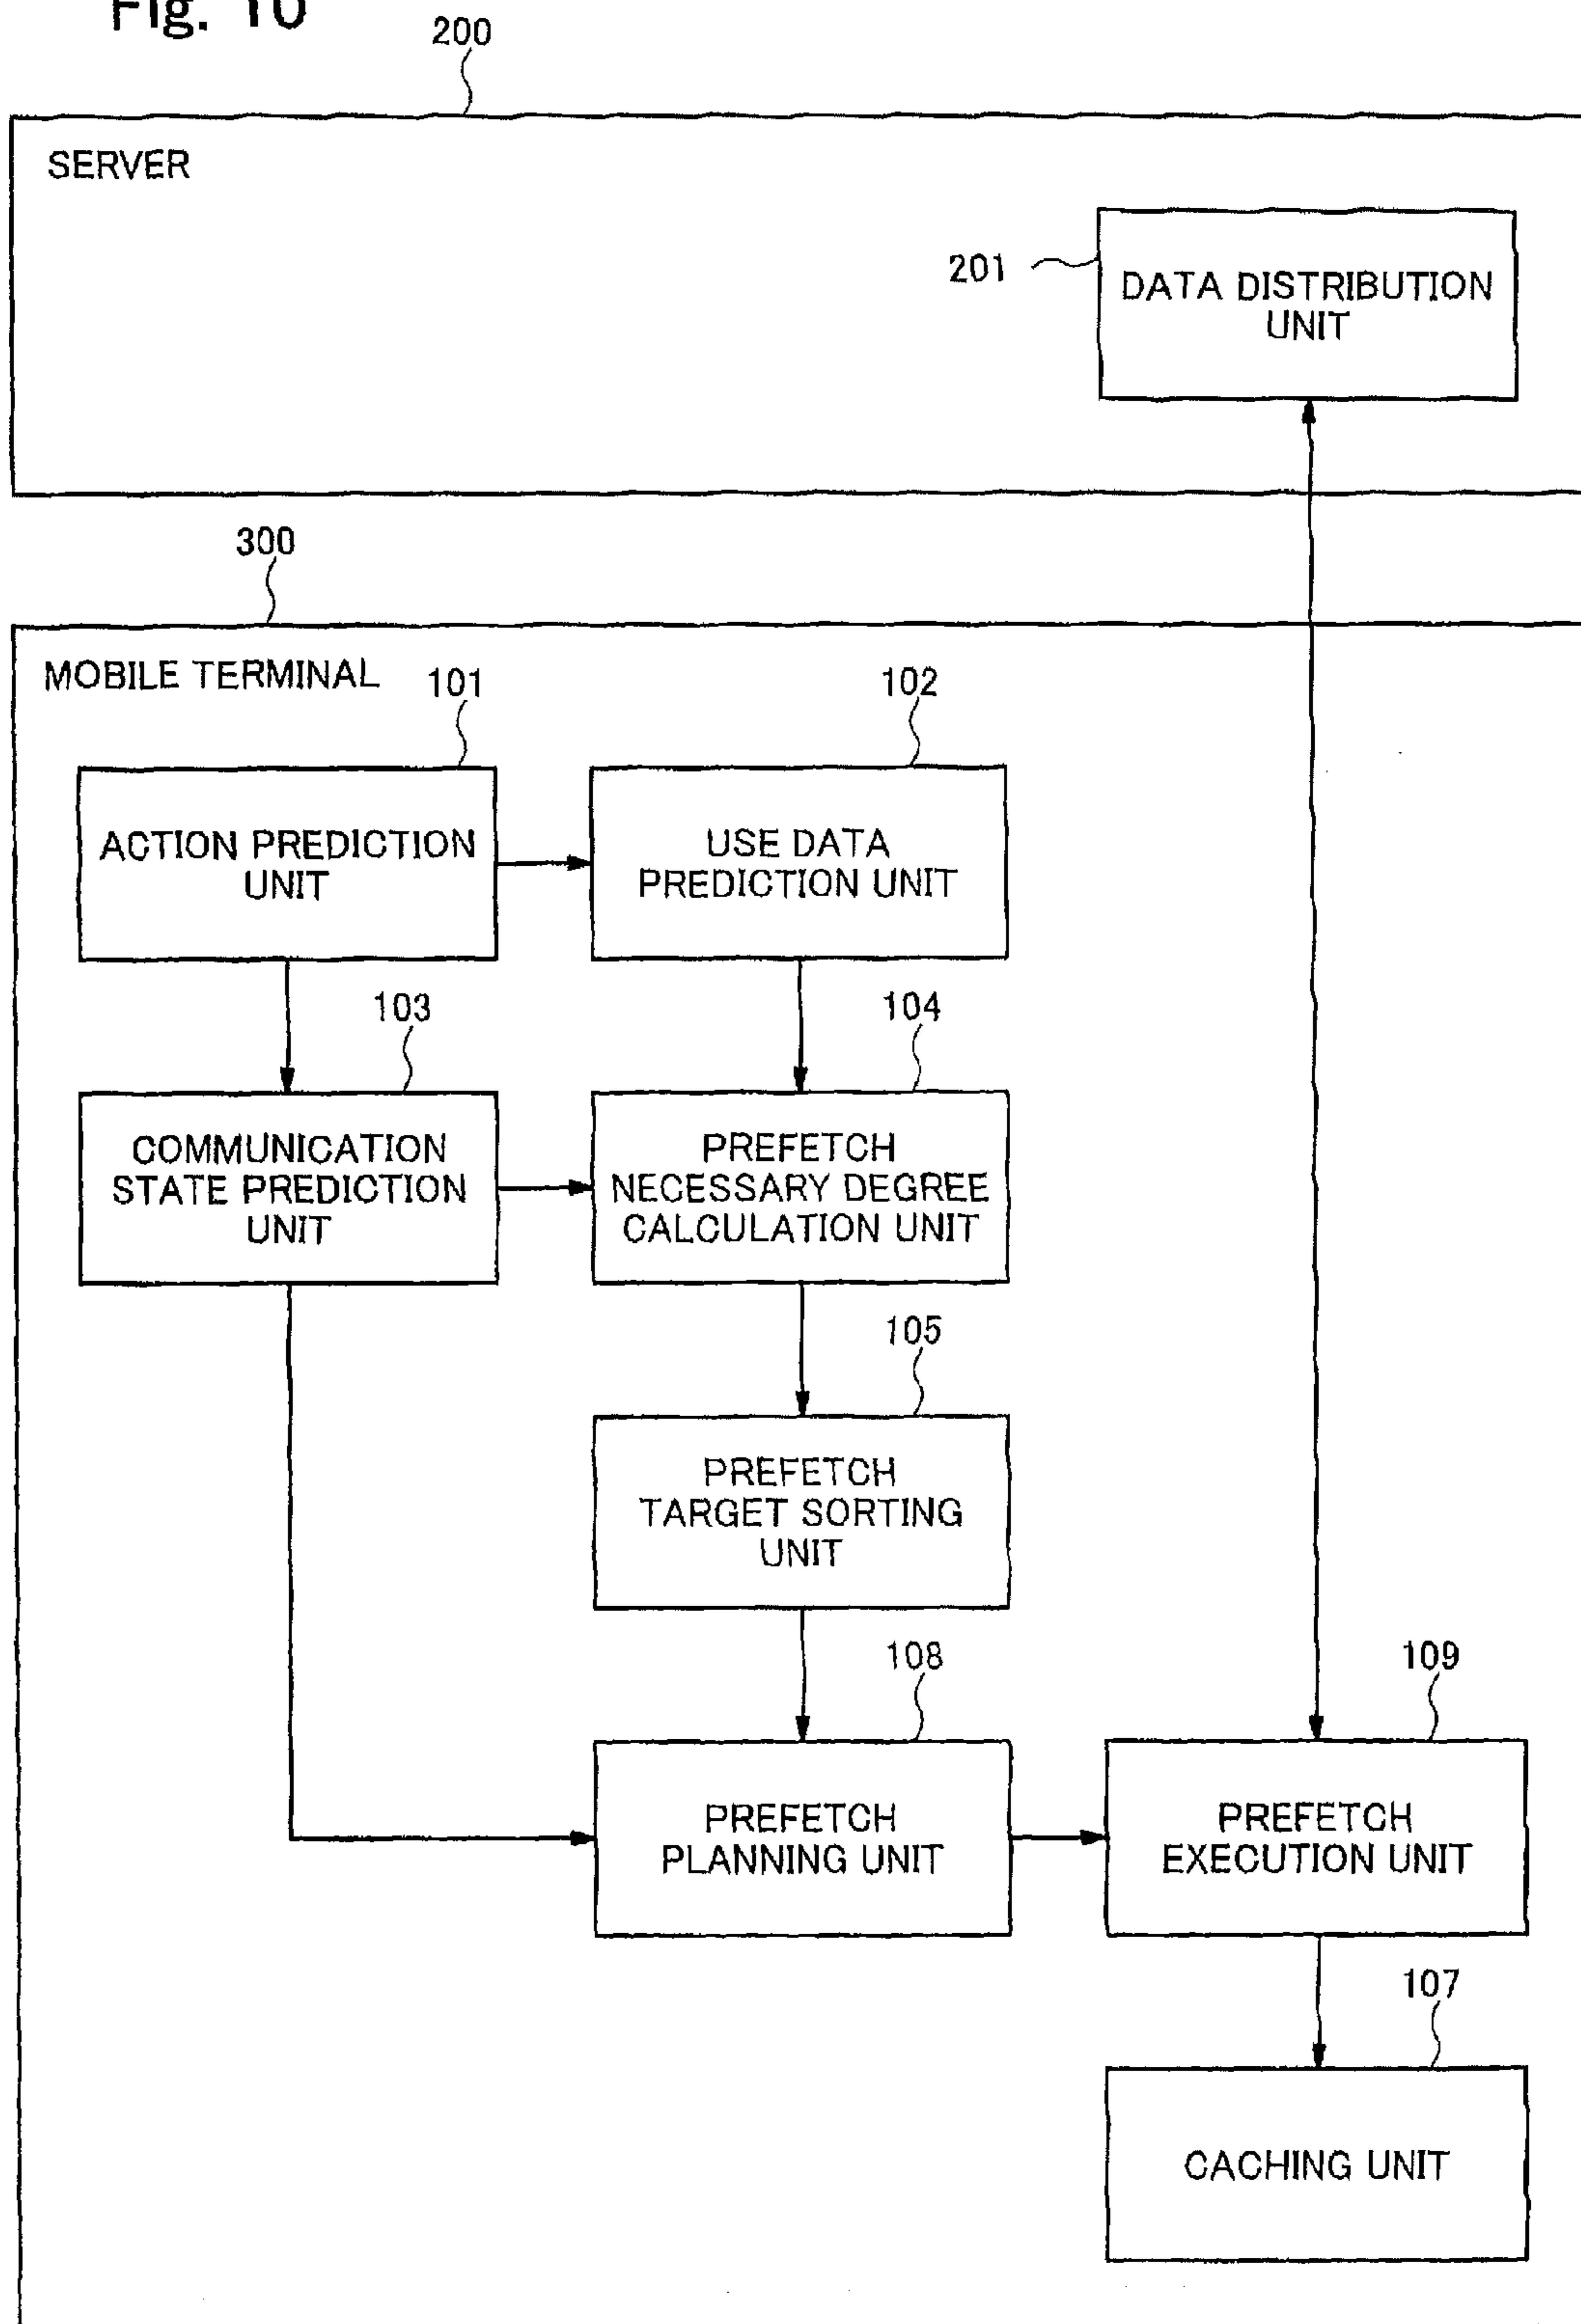 Fig. 10
200
SERVER
201
DATA DISTRIBUTION
UNIT
300
MOBILE TERMINAL
101
102
ACTION PREDICTION
UNIT
USE DATA
PREDICTION UNIT
103
104
COMMUNICATION
STATE PREDICTION
UNIT
PREFETCH
NECESSARY DEGREE
CALCULATION UNIT
105
PREFETCH
TARGET SORTING
UNIT
108
109
PREFETCH
PLANNING UNIT
PREFETCH
EXECUTION UNIT
107
CACHING UNIT